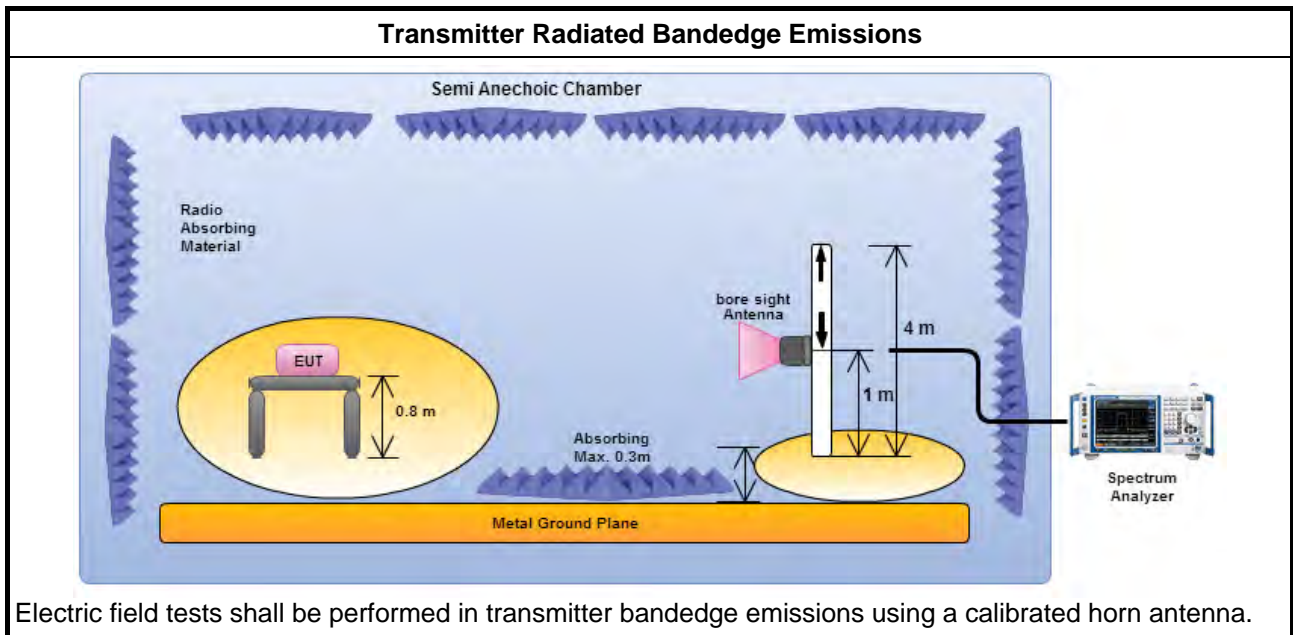 Transmitter Radiated Bandedge Emissions
Semi Anechoic Chamber
Radio
Absorbing
Material
bore sight
Antenna
4 m
EUT
0.8 m
1 m
Absorbing
Max. 0.3m
Spectrum
Analyzer
Metal Ground Plane
Electric field tests shall be performed in transmitter bandedge emissions using a calibrated horn antenna.